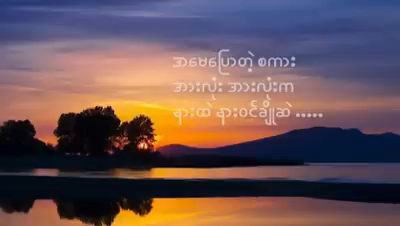 အမေပြောတဲ့ စကား
အားလုံး အားလုံးက
နားထဲ နားဝင်ချိုဆဲ .....